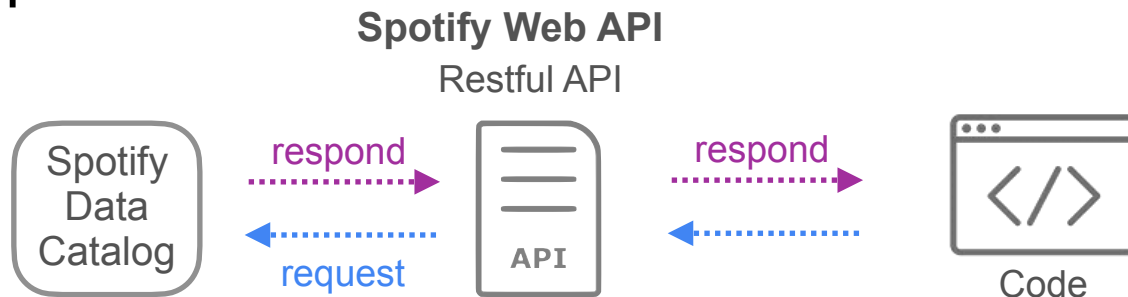 Spotify Web API
Restful API
Spotify
Data
Catalog
respond
request
API
respond
</>
Code